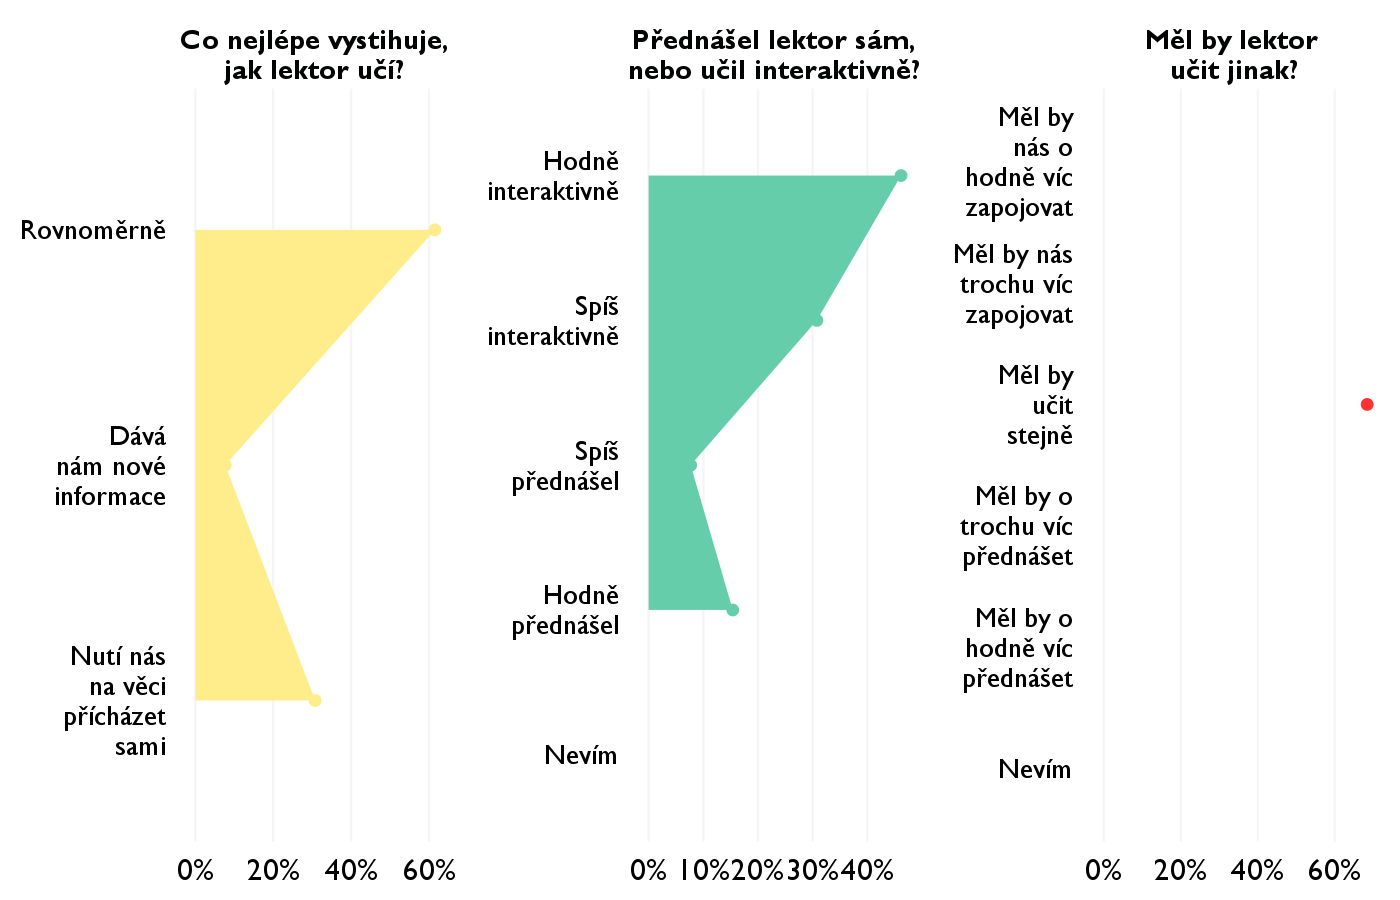 Co nejlépe vystihuje,
jak lektor učí?
Rovnoměrně
Dává
nám nové
informace
Nutí nás
na věci
přícházet
sami
0% 20% 40% 60%
Přednášel lektor sám,
nebo učil interaktivně?
Hodně
interaktivně
Spíš
interaktivně
Spíš
přednášel
Hodně
přednášel
Nevím
0% 10% 20% 30% 40%
Měl by lektor
učit jinak?
Měl by
nás o
hodně víc
zapojovat
Měl by nás
trochu víc
zapojovat
Měl by
učit
stejně
Měl by o
trochu víc
přednášet
Měl by o
hodně víc
přednášet
Nevím
0% 20% 40% 60%